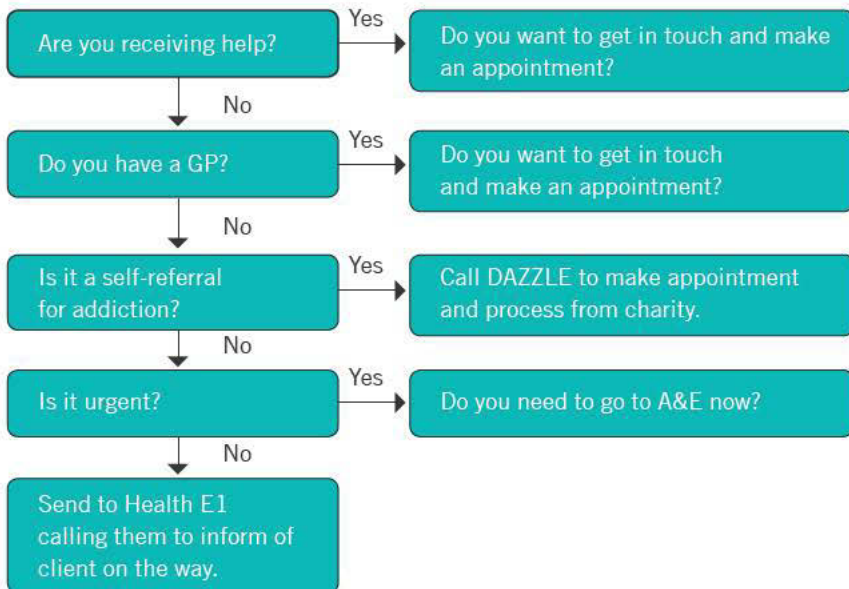 Are you receiving help?
Yes
Do you want to get in touch and make
an appointment?
No
Do you have a GP?
Yes
Do you want to get in touch
and make an appointment?
No
Is it a self-referral
for addiction?
Yes
Call DAZZLE to make appointment
and process from charity.
No
Is it urgent?
Yes
Do you need to go to A&E now?
No
Send to Health E1
calling them to inform of
client on the way.